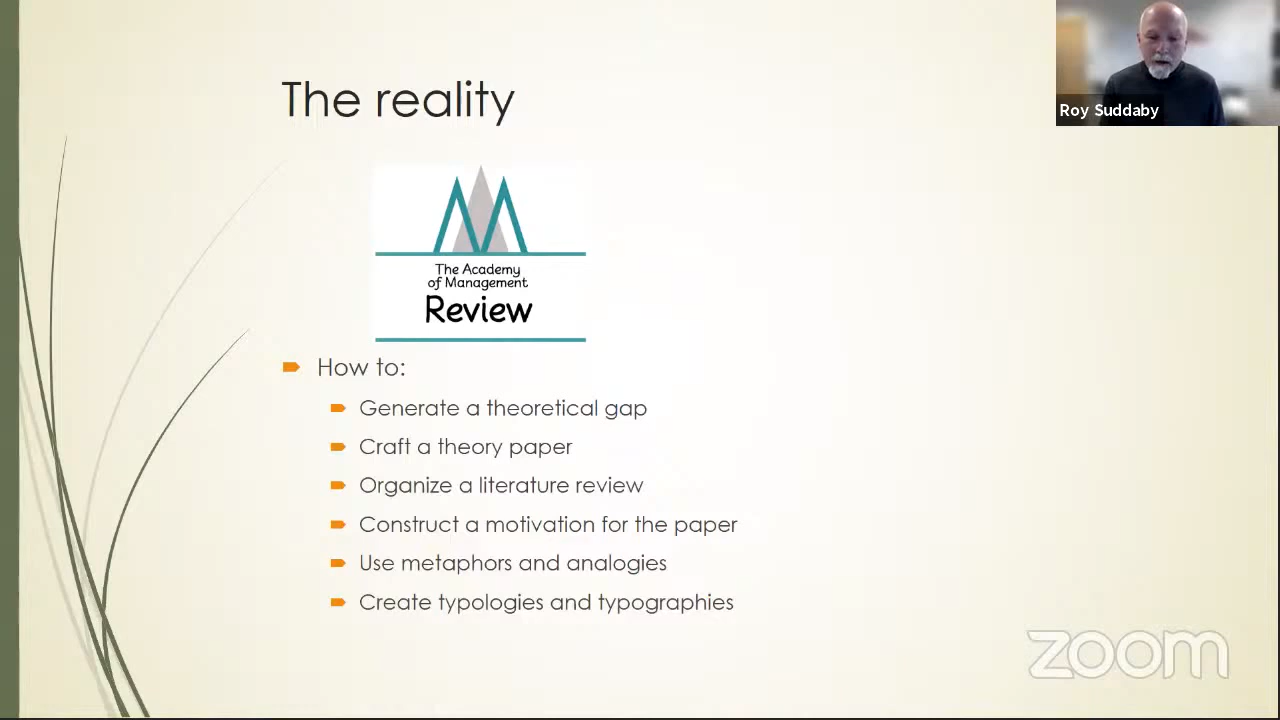 The reality
Roy Suddaby
The Academy
of Management
Review
How to:
Generate a theoretical gap
Craft a theory paper
Organize a literature review
Construct a motivation for the paper
Use metaphors and analogies
Create typologies and typographies
zoom